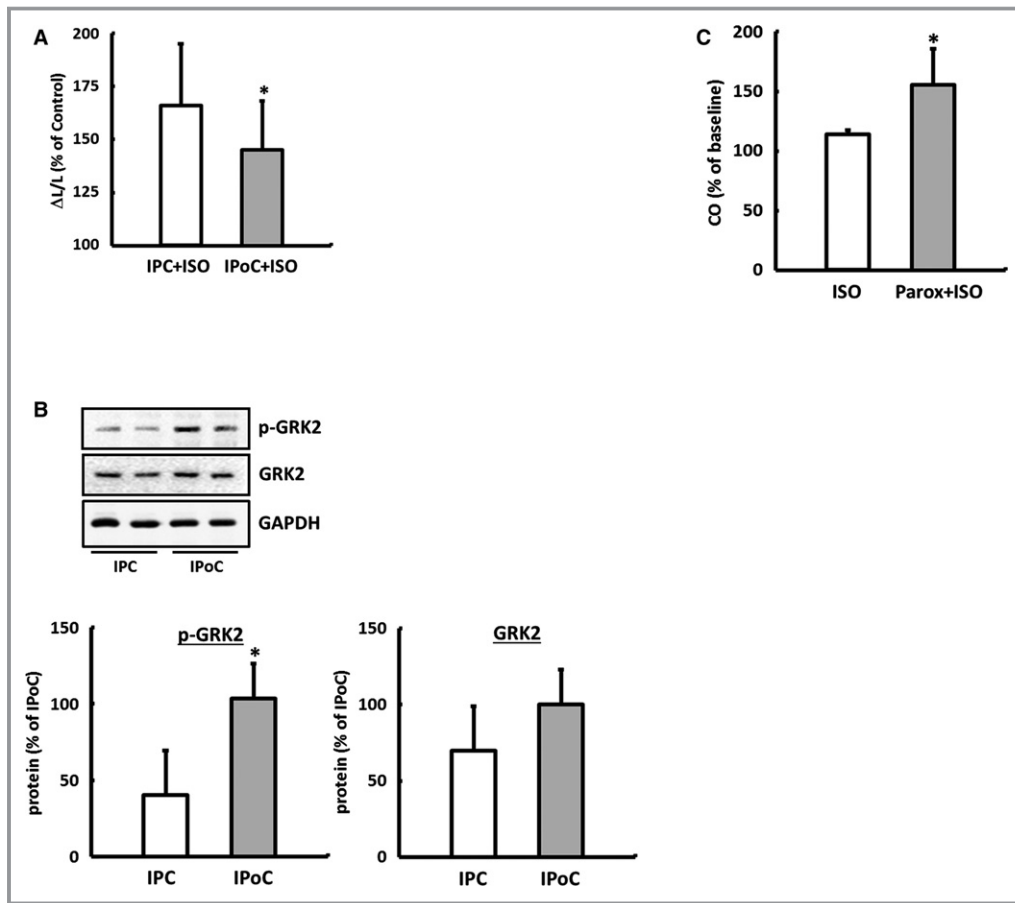 A
200
175
150
125
100
ΔL/L (% of Control)
*
IPC+ISO IPoC+ISO
C
200
150
100
50
0
CO (% of baseline)
*
ISO Parox+ISO
B
p-GRK2
GRK2
GAPDH
IPC IPoC
p-GRK2
150
100
50
0
protein (% of IPoC)
*
IPC IPoC
GRK2
150
100
50
0
protein (% of IPoC)
IPC IPoC